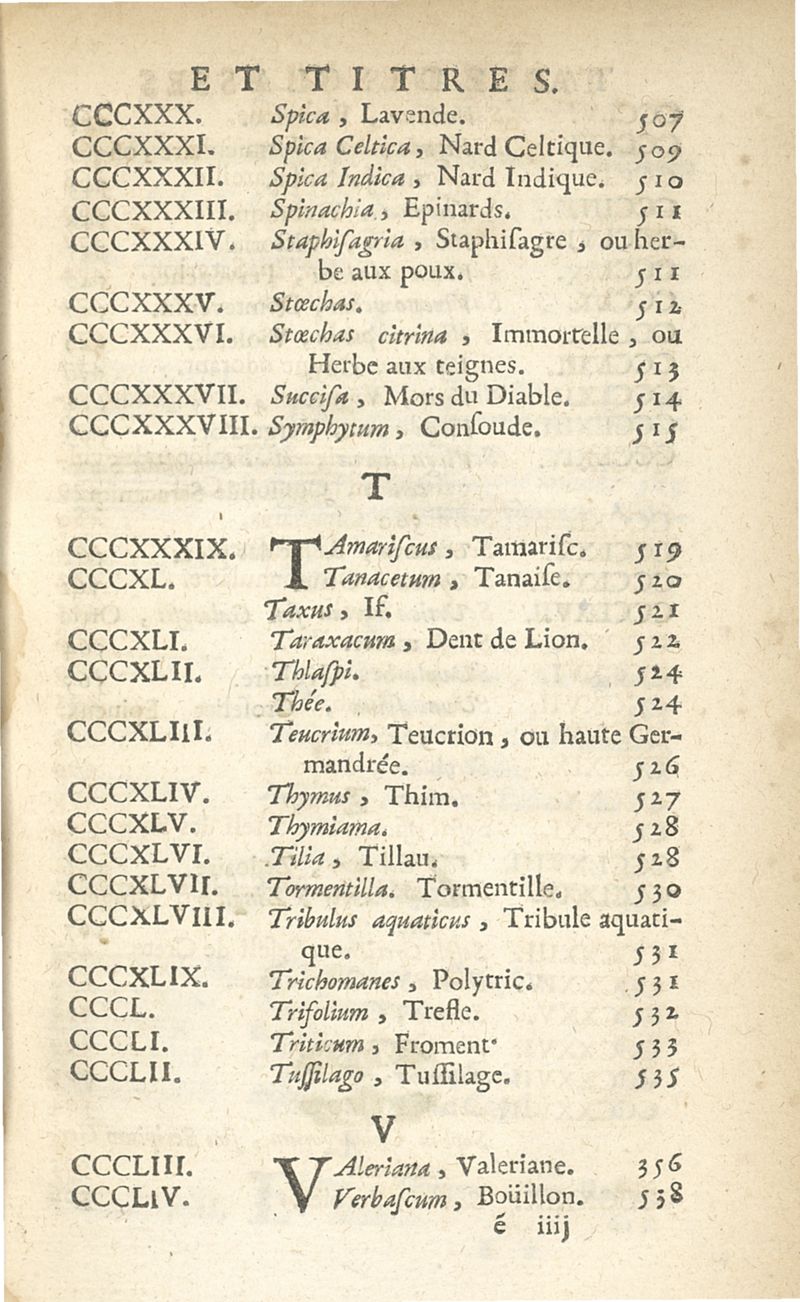 ET TITRES.
CCCXXX. Spica, Lavende. 507
CCCXXXI. Spica Celtica, Nard Celtique. 509
CCCXXXII. Spica Indica, Nard Indique. 510
CCCXXXIII. Spinachia, Epinards. 511
CCCXXXIV. Staphiſagria, Staphiſagre, ou her-
be aux poux. 511
CCCXXXV. Stœchas. 512
CCCXXXVI. Stœchas citrina, Immortelle, ou
Herbe aux teignes. 513
CCCXXXVII. Succiſa, Mors du Diable. 514
CCCXXXVIII. Symphytum, Conſoude. 515
T
CCCXXXIX. TAmariſcus, Tamariſc. 519
CCCXL. Tanacetum, Tanaiſe. 520
Taxus, If. 521
CCCXLI. Taraxacum, Dent de Lion. 522
CCCXLII. Thlaſpi. 524
Thée. 524
CCCXLIII. Teucrium, Teucrion, ou haute Ger-
mandrée. 526
CCCXLIV. Thymus, Thim. 527
CCCXLV. Thymiama. 528
CCCXLVI. Tilia, Tillau. 528
CCCXLVII. Tormentilla. Tormentille. 530
CCCXLVIII. Tribulus aquaticus, Tribule aquati-
que. 531
CCCXLIX. Trichomanes, Polytric. 531
CCCL. Trifolium, Trefle. 532
CCCLI. Triticum, Froment. 533
CCCLII. Tuſſilago, Tuſſilage. 535
V
CCCLIII. VAleriana, Valeriane. 356
CCCLIV. Verbaſcum, Boüillon. 538
é iiij